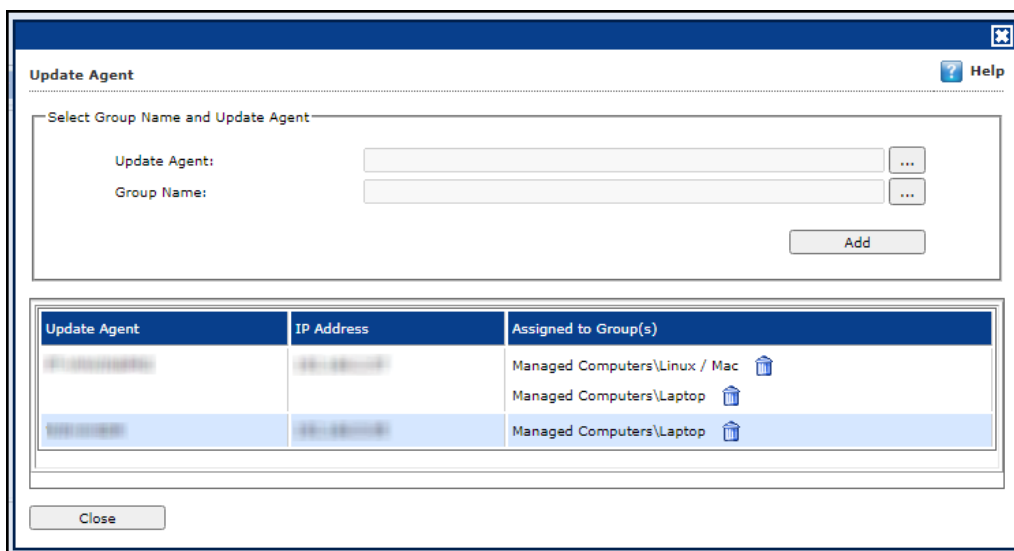 Update Agent
Help
Select Group Name and Update Agent
Update Agent:
...
Group Name:
...
Add
Update Agent IP Address Assigned to Group(s)
Managed Computers\Linux / Mac
Managed Computers\Laptop
Managed Computers\Laptop
Close